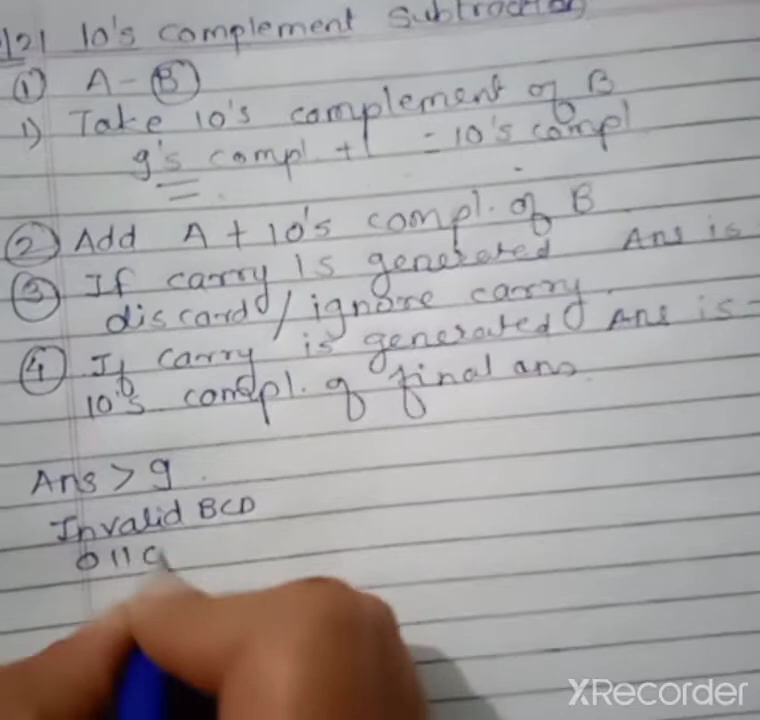 12) 10's complement Subtraction
① A - B
1) Take 10's complement of B
9's compl + 1 = 10's compl
② Add A + 10's compl. of B
③ If carry is generated Ans is
discard / ignore carry.
④ If carry is generated Ans is -
10's compl. of final ans.
Ans > 9
Invalid BCD
011
XRecorder